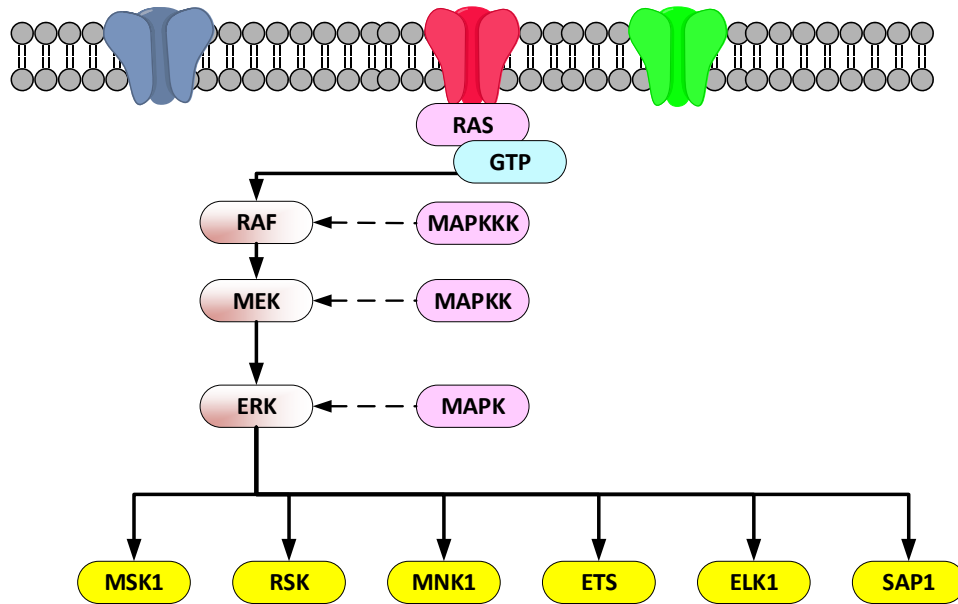 RAS
GTP
RAF
MAPKKK
MEK
MAPKK
ERK
MAPK
MSK1
RSK
MNK1
ETS
ELK1
SAP1